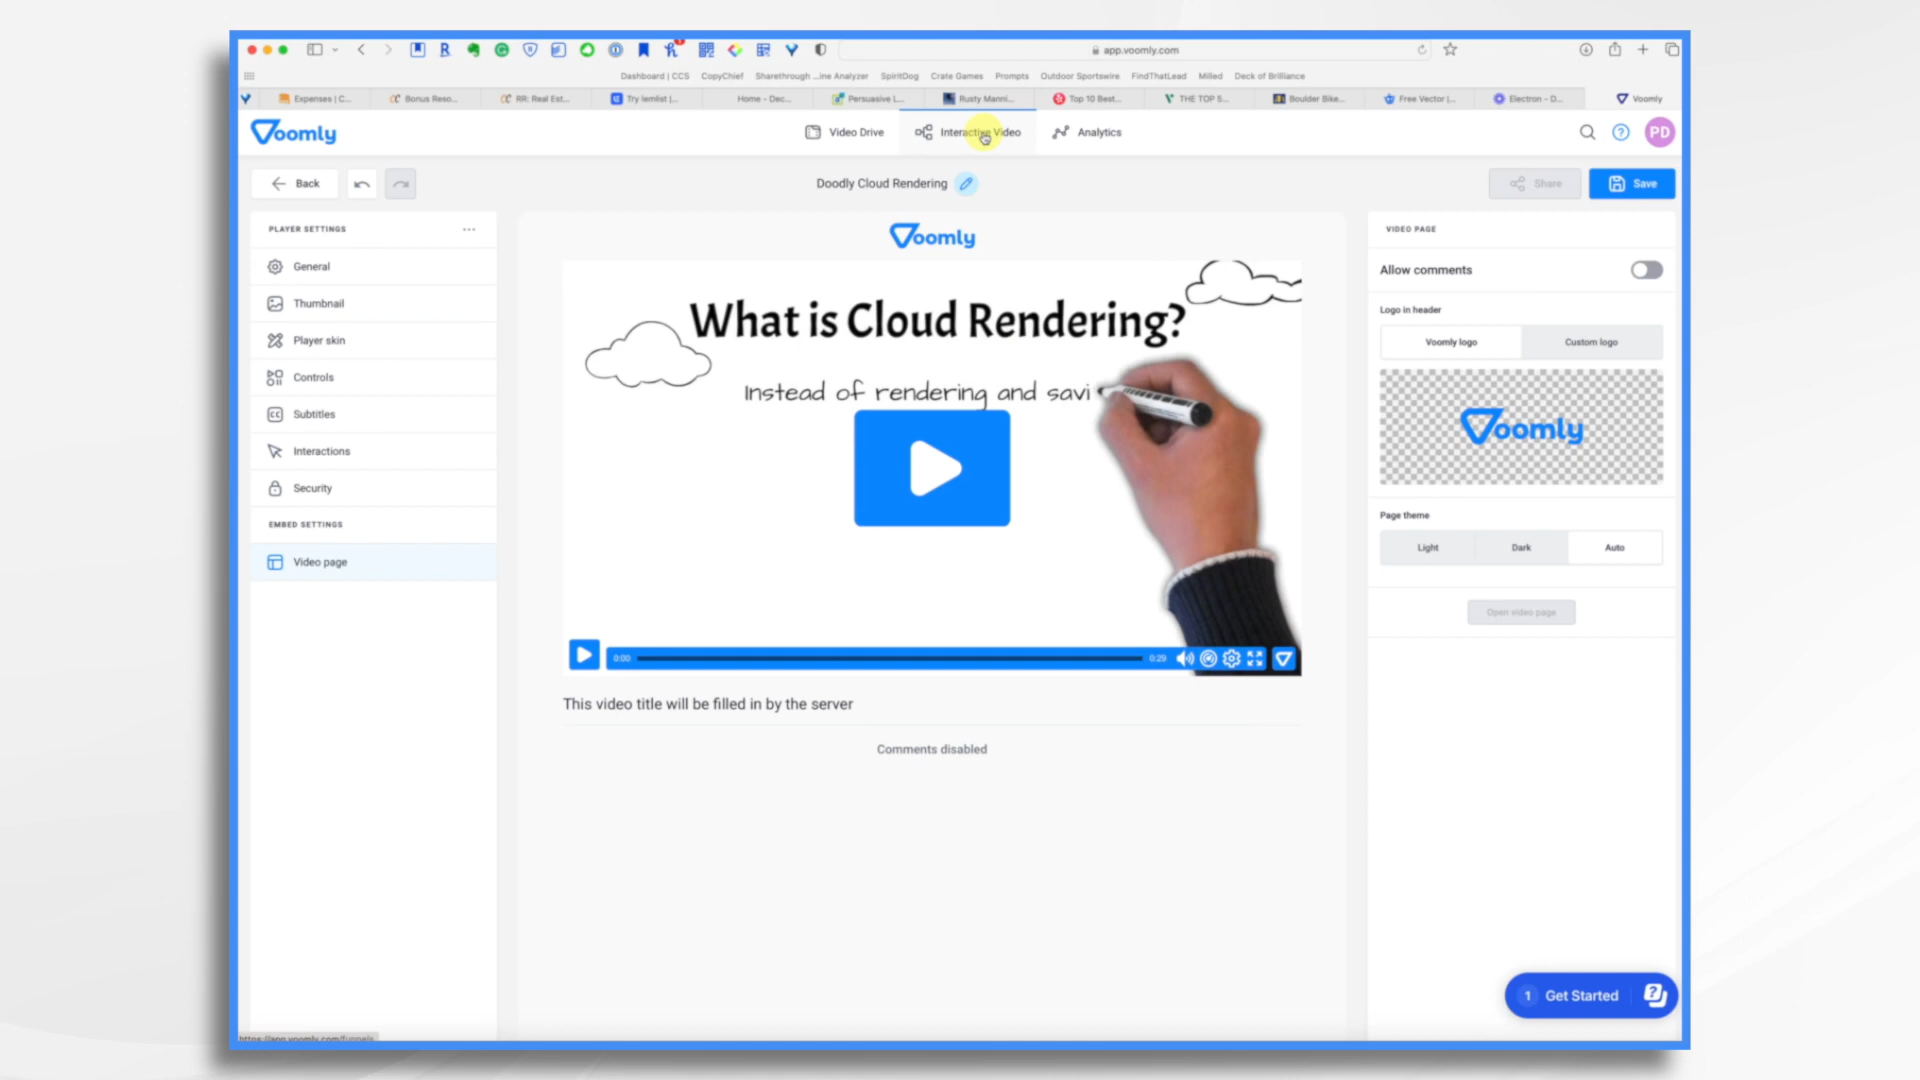 app.voomly.com
Dashboard | CCS CopyChief Sharethrough ...ine Analyzer SpiritDog Crate Games Prompts Outdoor Sportswire FindThatLead Milled Deck of Brilliance
Expenses | C... Bonus Reso... RR: Real Est... Try lemlist |... Home - Dec... Persuasive L... Rusty Manni... Top 10 Best... THE TOP 5... Boulder Bike... Free Vector |... Electron - D... Voomly
Voomly Video Drive Interactive Video Analytics ? PD
Back Doodly Cloud Rendering Share Save
PLAYER SETTINGS
General
Thumbnail
Player skin
Controls
Subtitles
Interactions
Security
EMBED SETTINGS
Video page
Voomly
What is Cloud Rendering?
Instead of rendering and savi
0:00 0:29
This video title will be filled in by the server
Comments disabled
VIDEO PAGE
Allow comments
Logo in header
Voomly logo Custom logo
Voomly
Page theme
Light Dark Auto
Open video page
1 Get Started ?
https://app.voomly.com/funnels